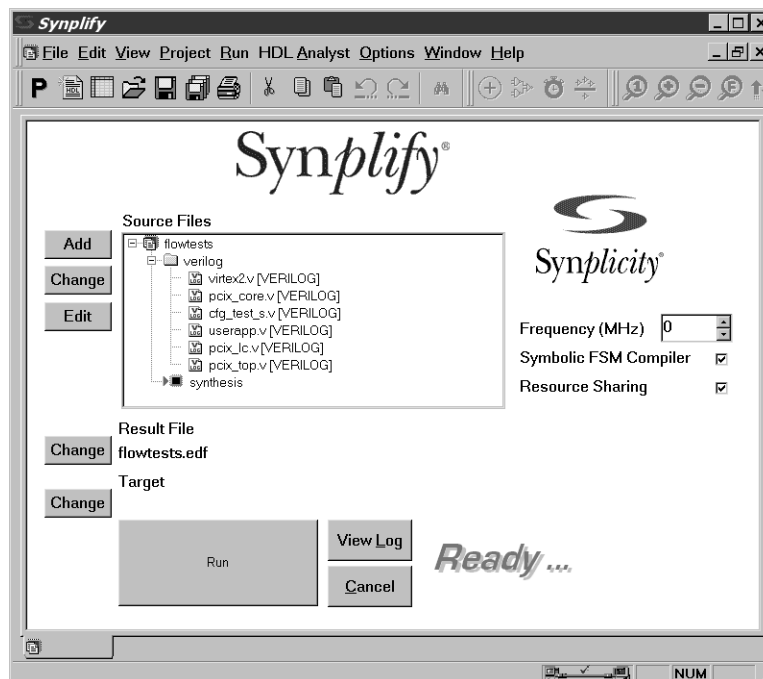 Synplify
File Edit View Project Run HDL Analyst Options Window Help
P
HDL
1
F
Synplify®
Synplicity®
Source Files
Add
Change
Edit
flowtests
verilog
virtex2.v [VERILOG]
pcix_core.v [VERILOG]
cfg_test_s.v [VERILOG]
userapp.v [VERILOG]
pcix_lc.v [VERILOG]
pcix_top.v [VERILOG]
synthesis
Frequency (MHz) 0
Symbolic FSM Compiler
Resource Sharing
Result File
Change flowtests.edf
Target
Change
Run
View Log
Cancel
Ready ...
NUM